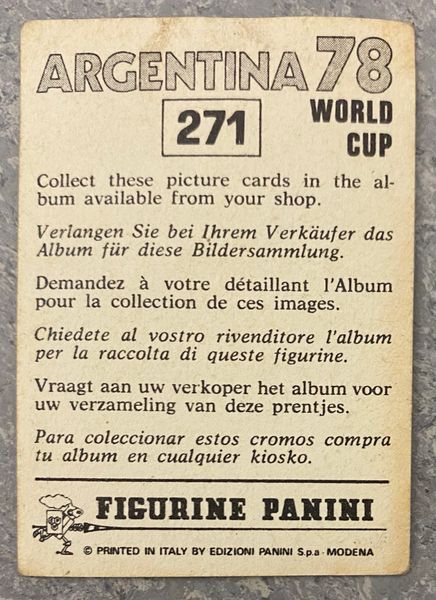 ARGENTINA 78
WORLD
CUP
271
Collect these picture cards in the al-
bum available from your shop.
Verlangen Sie bei Ihrem Verkäufer das
Album für diese Bildersammlung.
Demandez à votre détaillant l'Album
pour la collection de ces images.
Chiedete al vostro rivenditore l'album
per la raccolta di queste figurine.
Vraagt aan uw verkoper het album voor
uw verzameling van deze prentjes.
Para coleccionar estos cromos compra
tu album en cualquier kiosko.
FIGURINE PANINI
© PRINTED IN ITALY BY EDIZIONI PANINI S.p.a - MODENA